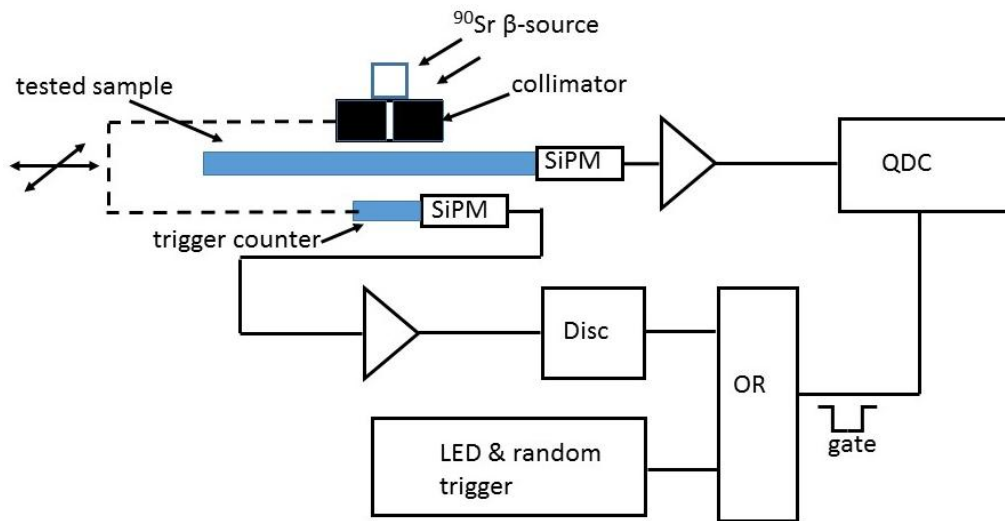 ⁹⁰Sr β-source
tested sample
collimator
SiPM
QDC
SiPM
trigger counter
Disc
OR
gate
LED & random
trigger